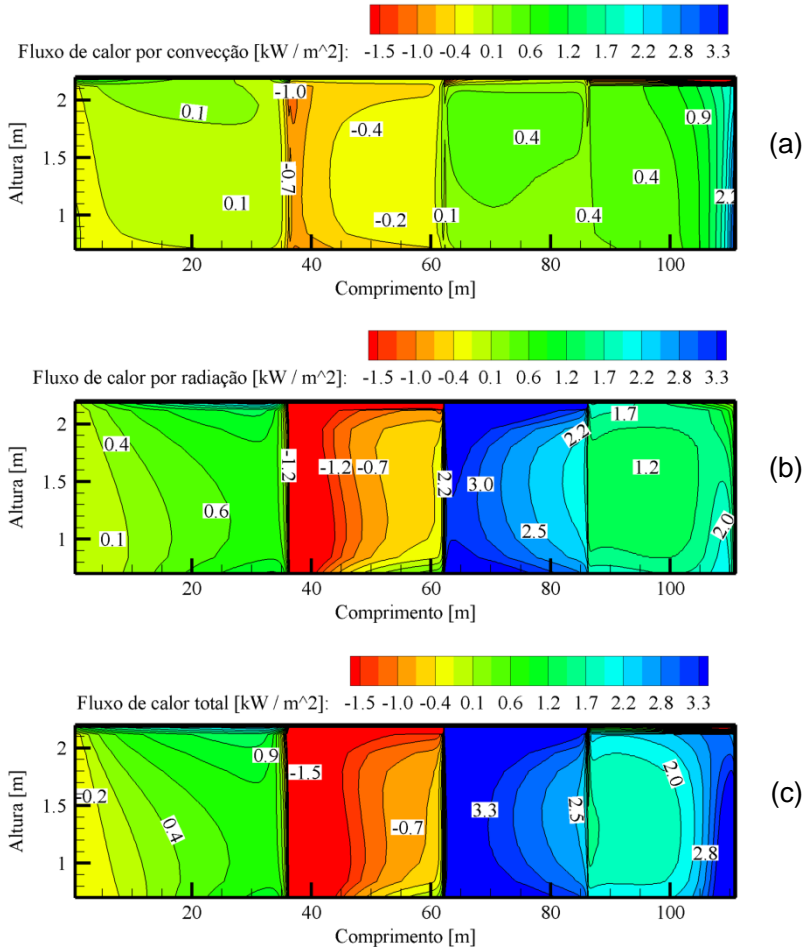 Fluxo de calor por convecção [kW / m^2]: -1.5 -1.0 -0.4 0.1 0.6 1.2 1.7 2.2 2.8 3.3
Altura [m]
2
1.5
1
0.1
-1.0
-0.4
0.4
0.9
-0.7
0.4
2.
0.1
-0.2
0.1
0.4
20 40 60 80 100
Comprimento [m]
(a)
Fluxo de calor por radiação [kW / m^2]: -1.5 -1.0 -0.4 0.1 0.6 1.2 1.7 2.2 2.8 3.3
Altura [m]
2
1.5
1
0.4
1.7
2.2
-1.2
-1.2
-0.7
2.2
3.0
1.2
0.6
0.1
2.5
2.0
20 40 60 80 100
Comprimento [m]
(b)
Fluxo de calor total [kW / m^2]: -1.5 -1.0 -0.4 0.1 0.6 1.2 1.7 2.2 2.8 3.3
Altura [m]
2
1.5
1
0.9
-1.5
2.0
-0.2
3.3
2.5
0.4
-0.7
2.8
20 40 60 80 100
Comprimento [m]
(c)